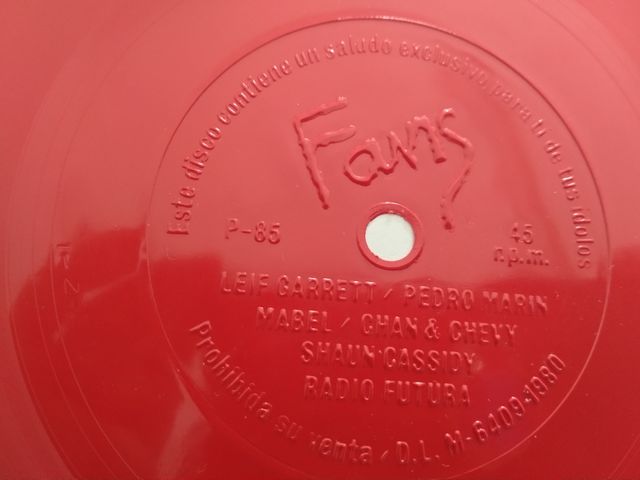 Este disco contiene un saludo exclusivo para ti de tus ídolos
Fans
P-85
45
r.p.m.
LEIF GARRETT / PEDRO MARIN
MABEL / CHAN & CHEVY
SHAUN CASSIDY
RADIO FUTURA
Prohibida su venta / D.L. M-6409-1980